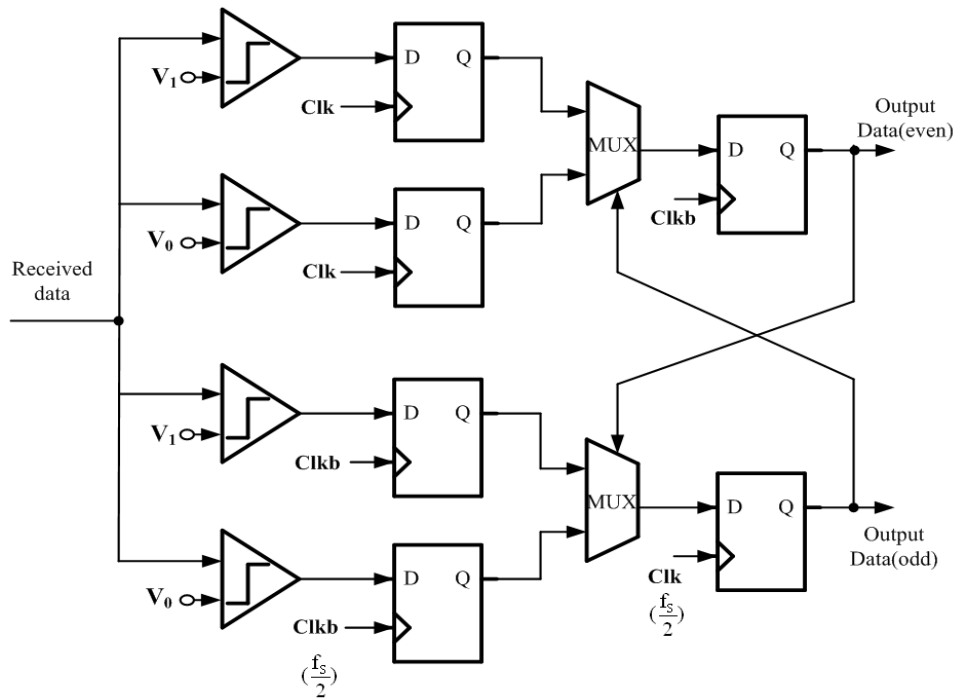 V1
D Q
Clk
MUX
D Q
Clkb
Output
Data(even)
V0
D Q
Clk
Received
data
V1
D Q
Clkb
MUX
D Q
Clk
(fs/2)
Output
Data(odd)
V0
D Q
Clkb
(fs/2)